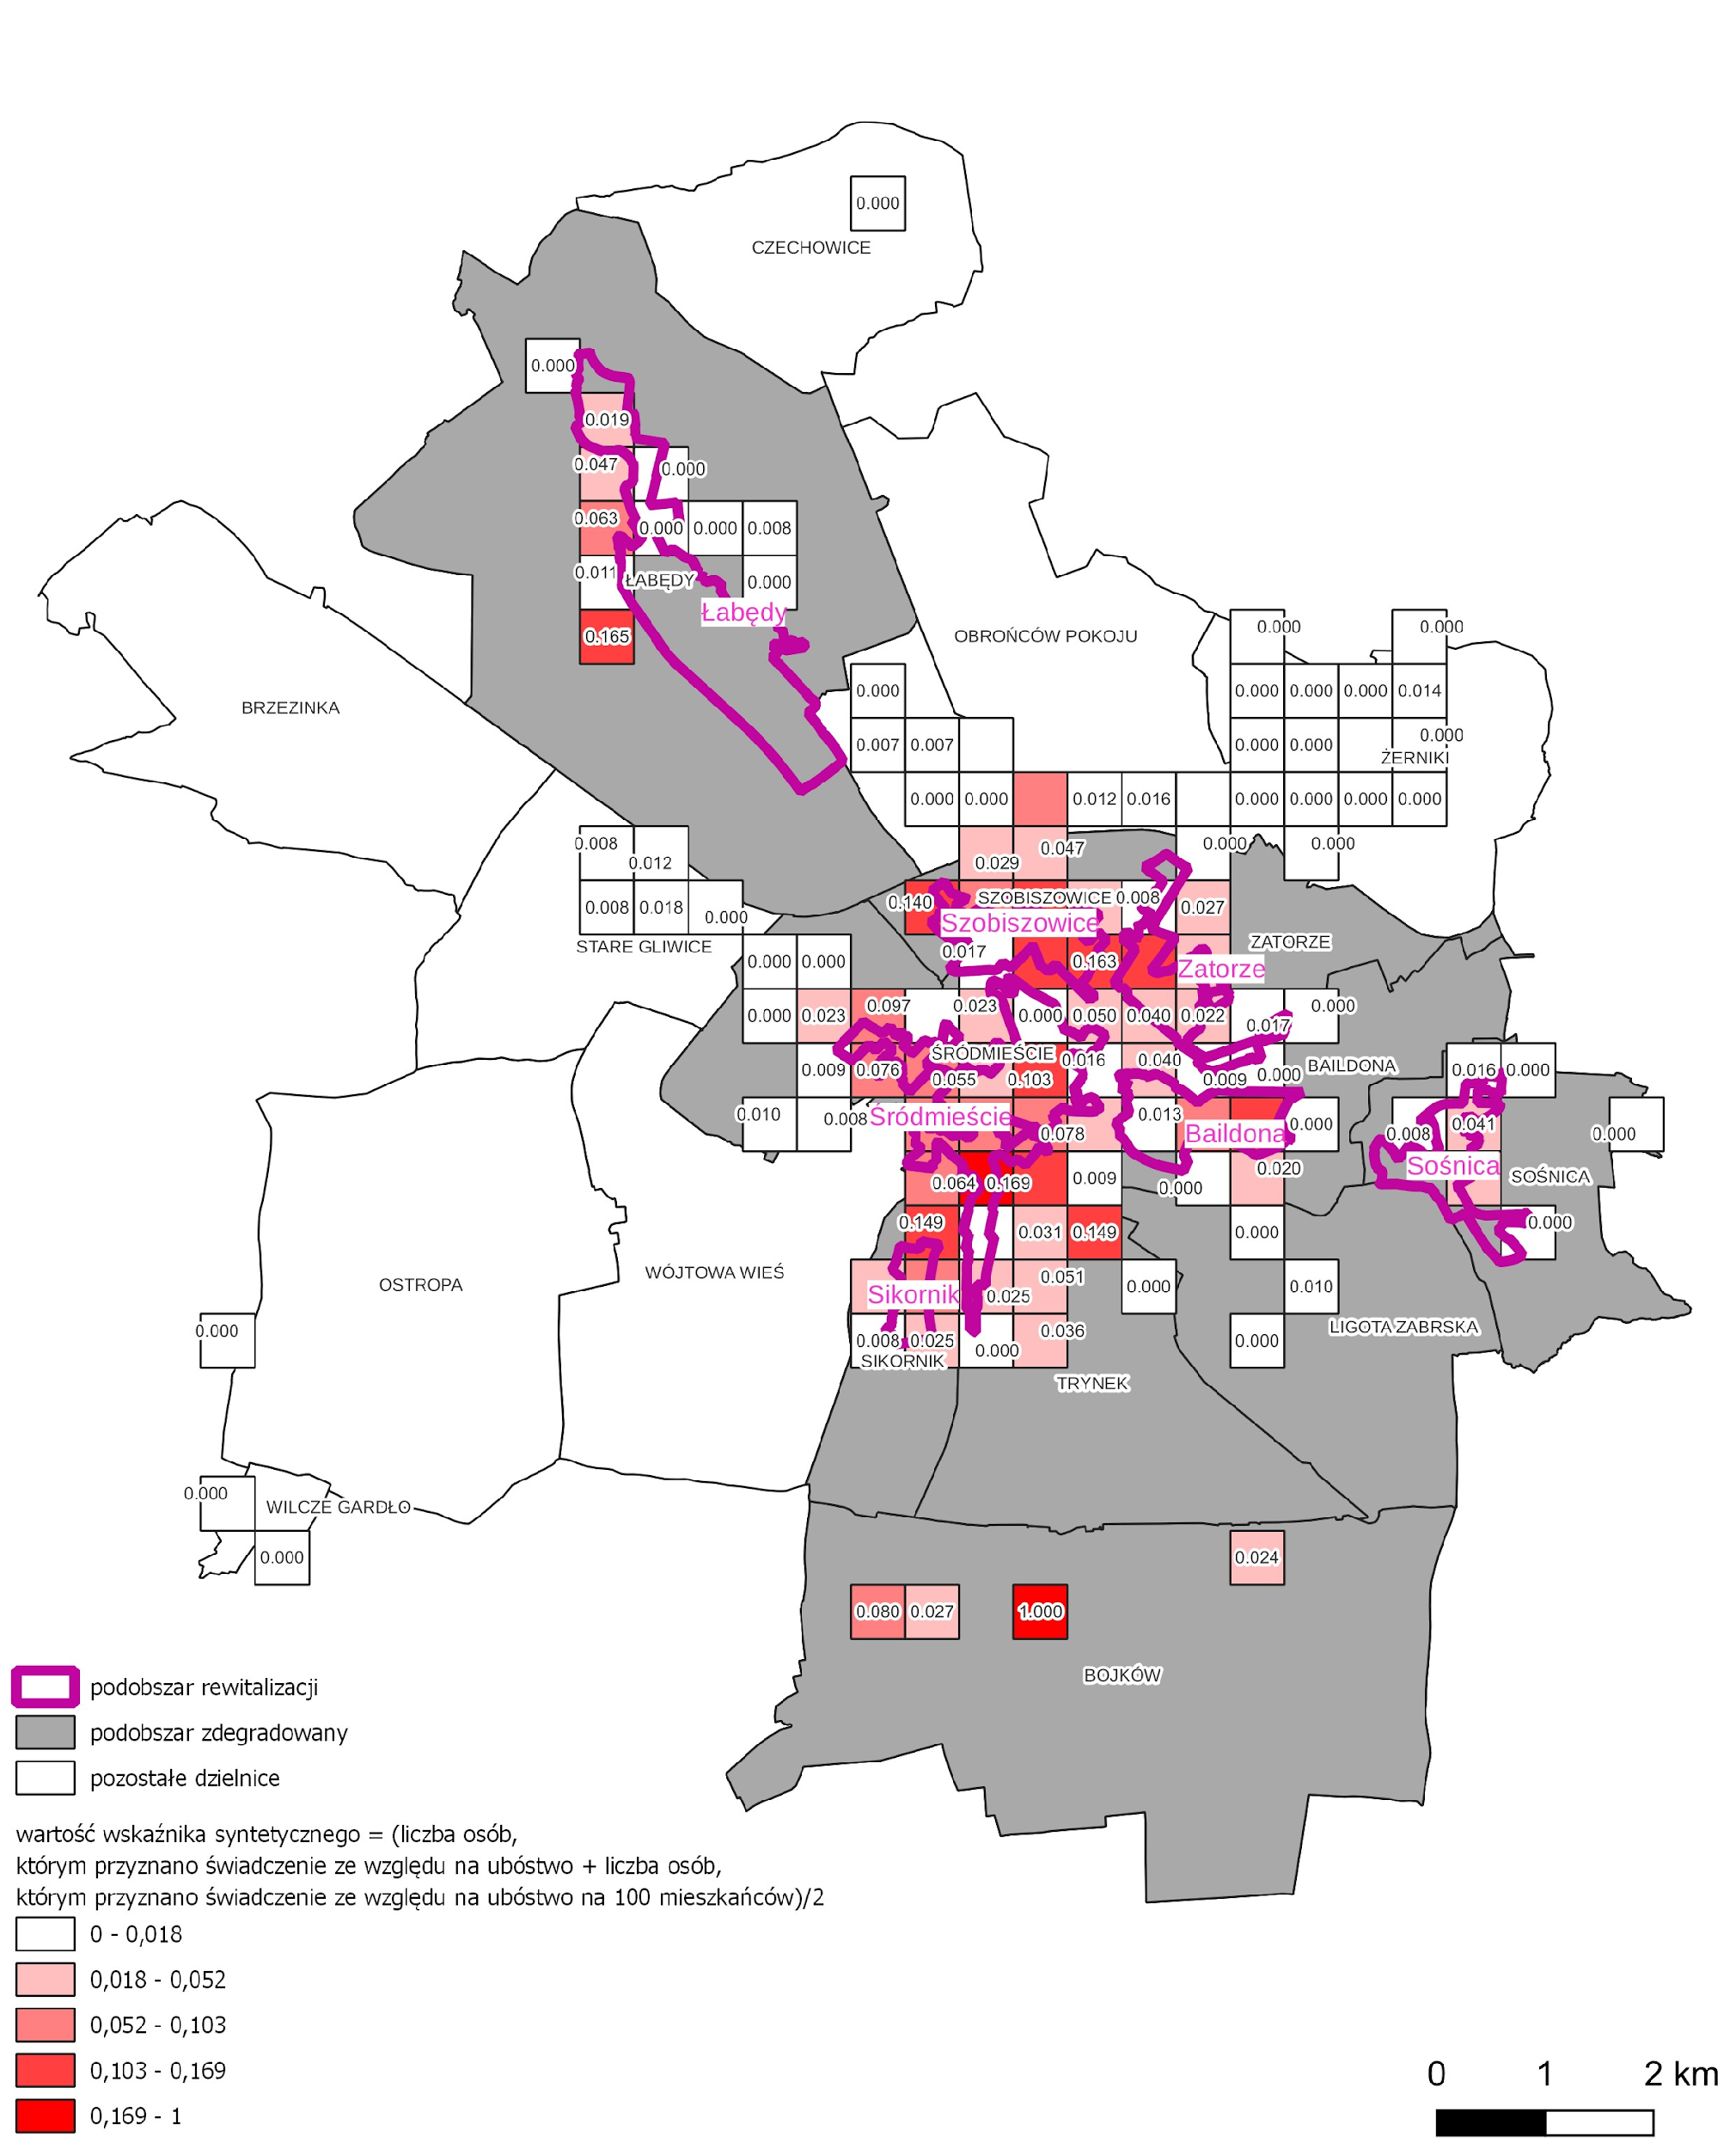 0.000
CZECHOWICE
0.000
0.019
0.047 0.000
0.063 0.000 0.000 0.008
0.011 ŁABĘDY 0.000
Łabędy
0.165 OBROŃCÓW POKOJU 0.000 0.000
0.000 0.000 0.000 0.000 0.014
BRZEZINKA
0.007 0.007 0.000 0.000 0.000
ŻERNIKI
0.000 0.000 0.012 0.016 0.000 0.000 0.000 0.000
0.008 0.012 0.029 0.047 0.000 0.000
0.008 0.018 0.000 0.140 SZOBISZOWICE 0.008 0.027
Szobiszowice
STARE GLIWICE 0.017 ZATORZE
0.000 0.000 0.163 Zatorze
0.000 0.023 0.097 0.023 0.000 0.050 0.040 0.022 0.017 0.000
ŚRÓDMIEŚCIE 0.016 0.040 BAILDONA
0.009 0.076 0.055 0.103 0.009 0.000 0.016 0.000
0.010 0.008 Śródmieście 0.078 0.013 Baildona 0.000 0.008 0.041 0.000
Sośnica SOŚNICA
0.064 0.169 0.009 0.000 0.020
0.149 0.031 0.149 0.000 0.000
WÓJTOWA WIEŚ OSTROPA
Sikornik 0.025 0.051 0.000 0.010
0.000 0.008 0.025 0.000 0.036 0.000 LIGOTA ZABRSKA
SIKORNIK
TRYNEK
0.000 WILCZE GARDŁO
0.000 0.024
0.080 0.027 1.000
BOJKÓW
podobszar rewitalizacji
podobszar zdegradowany
pozostałe dzielnice
wartość wskaźnika syntetycznego = (liczba osób,
którym przyznano świadczenie ze względu na ubóstwo + liczba osób,
którym przyznano świadczenie ze względu na ubóstwo na 100 mieszkańców)/2
0 - 0,018
0,018 - 0,052
0,052 - 0,103
0,103 - 0,169
0,169 - 1
0 1 2 km